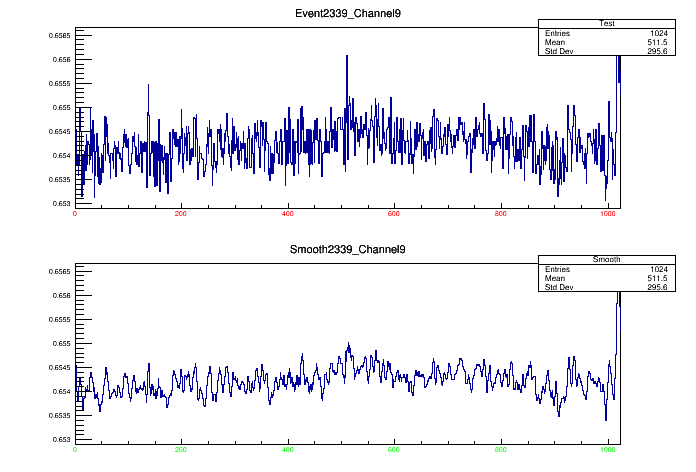 Event2339_Channel9
Test
Entries 1024
Mean 511.5
Std Dev 295.6
0.6565
0.656
0.6555
0.655
0.6545
0.654
0.6535
0.653
0 200 400 600 800 1000
Smooth2339_Channel9
Smooth
Entries 1024
Mean 511.5
Std Dev 295.6
0.6565
0.656
0.6555
0.655
0.6545
0.654
0.6535
0.653
0 200 400 600 800 1000